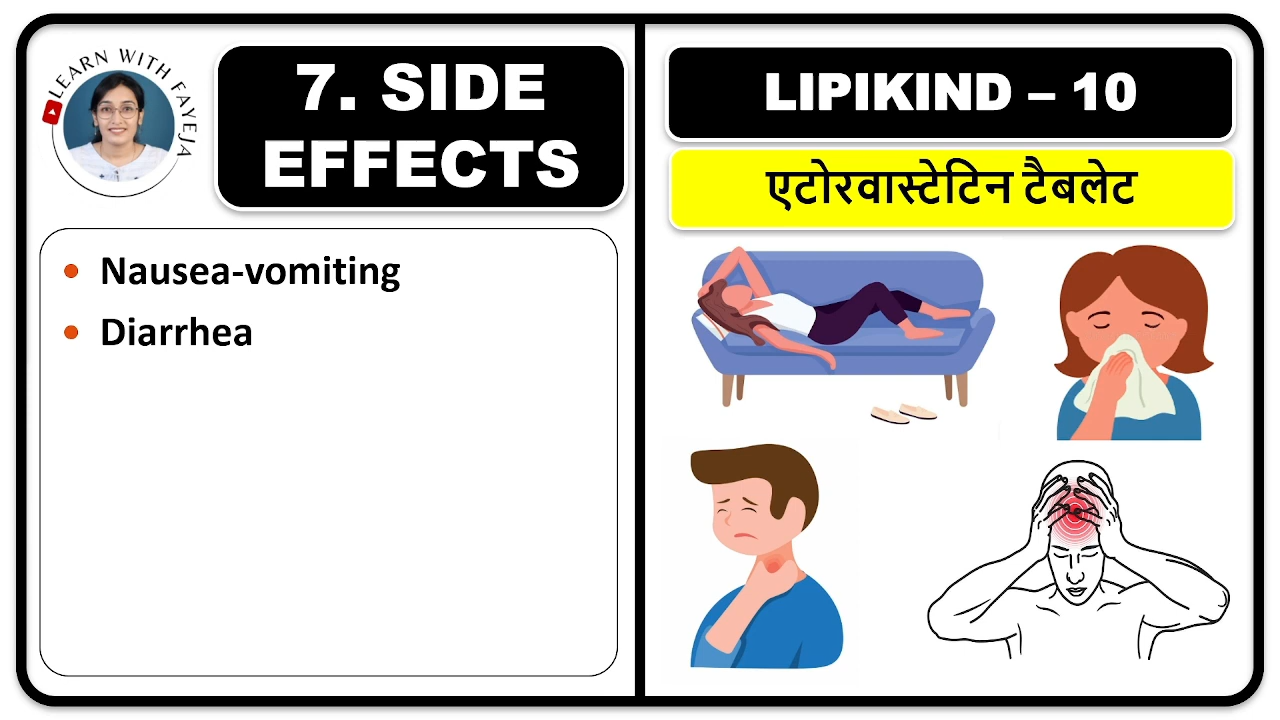 LEARN WITH FAYEJA
7. SIDE
EFFECTS
Nausea-vomiting
Diarrhea
LIPIKIND – 10
एटोरवास्टेटिन टैबलेट